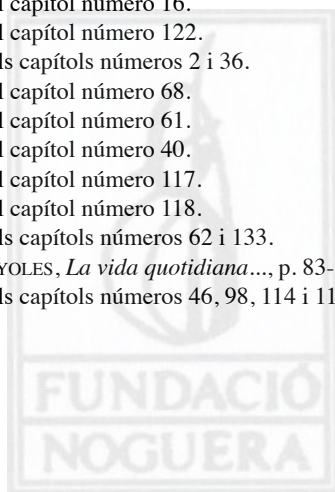 l capítol número 16.
l capítol número 122.
ls capítols números 2 i 36.
l capítol número 68.
l capítol número 61.
l capítol número 40.
l capítol número 117.
l capítol número 118.
ls capítols números 62 i 133.
YOLES, La vida quotidiana..., p. 83-
ls capítols números 46, 98, 114 i 11
FUNDACIÓ
NOGUERA